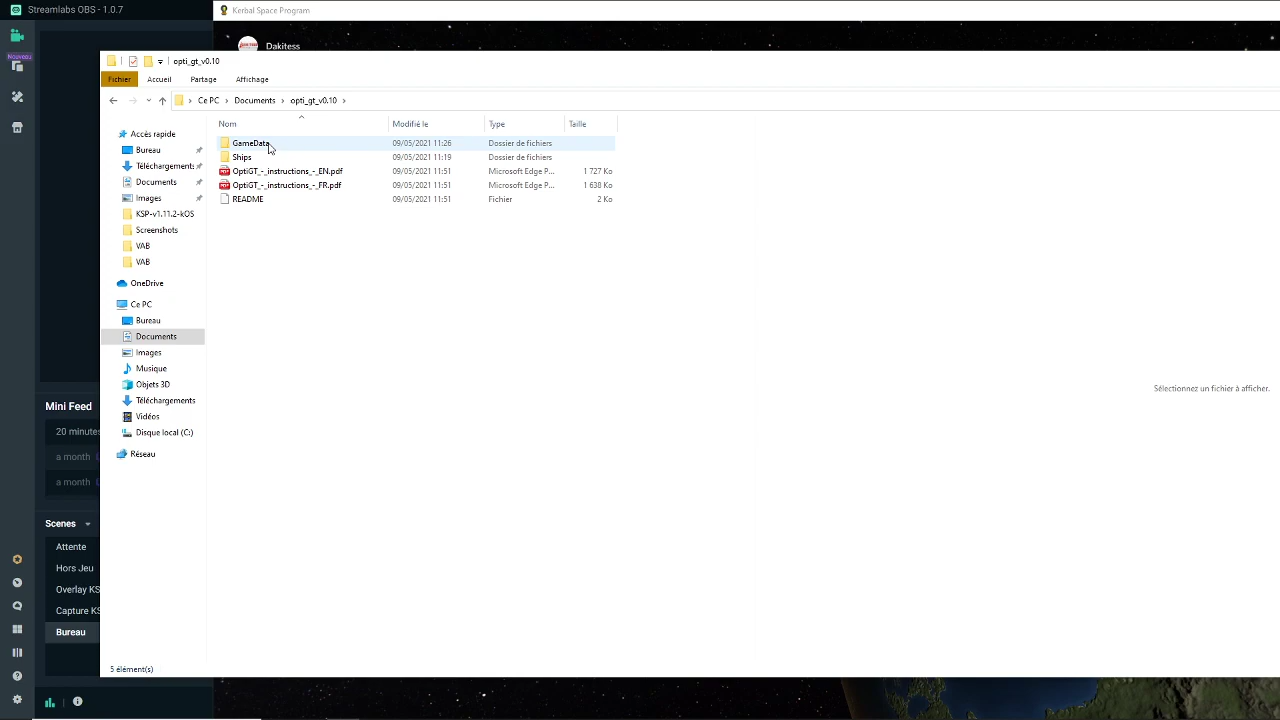 Streamlabs OBS - 1.0.7
Kerbal Space Program
Nouveau
Dakitess
opti_gt_v0.10
Fichier
Accueil
Partage
Affichage
Ce PC > Documents > opti_gt_v0.10 >
Nom
Modifié le
Type
Taille
GameData 09/05/2021 11:26 Dossier de fichiers
Ships 09/05/2021 11:19 Dossier de fichiers
OptiGT_-_instructions_-_EN.pdf 09/05/2021 11:51 Microsoft Edge P... 1 727 Ko
OptiGT_-_instructions_-_FR.pdf 09/05/2021 11:51 Microsoft Edge P... 1 638 Ko
README 09/05/2021 11:51 Fichier 2 Ko
Accès rapide
Bureau
Téléchargements
Documents
Images
KSP-v1.11.2-kOS
Screenshots
VAB
VAB
OneDrive
Ce PC
Bureau
Documents
Images
Musique
Objets 3D
Téléchargements
Vidéos
Disque local (C:)
Réseau
Sélectionnez un fichier à afficher.
Mini Feed
20 minutes
a month
a month
Scenes
Attente
Hors Jeu
Overlay KS
Capture KS
Bureau
5 élément(s)